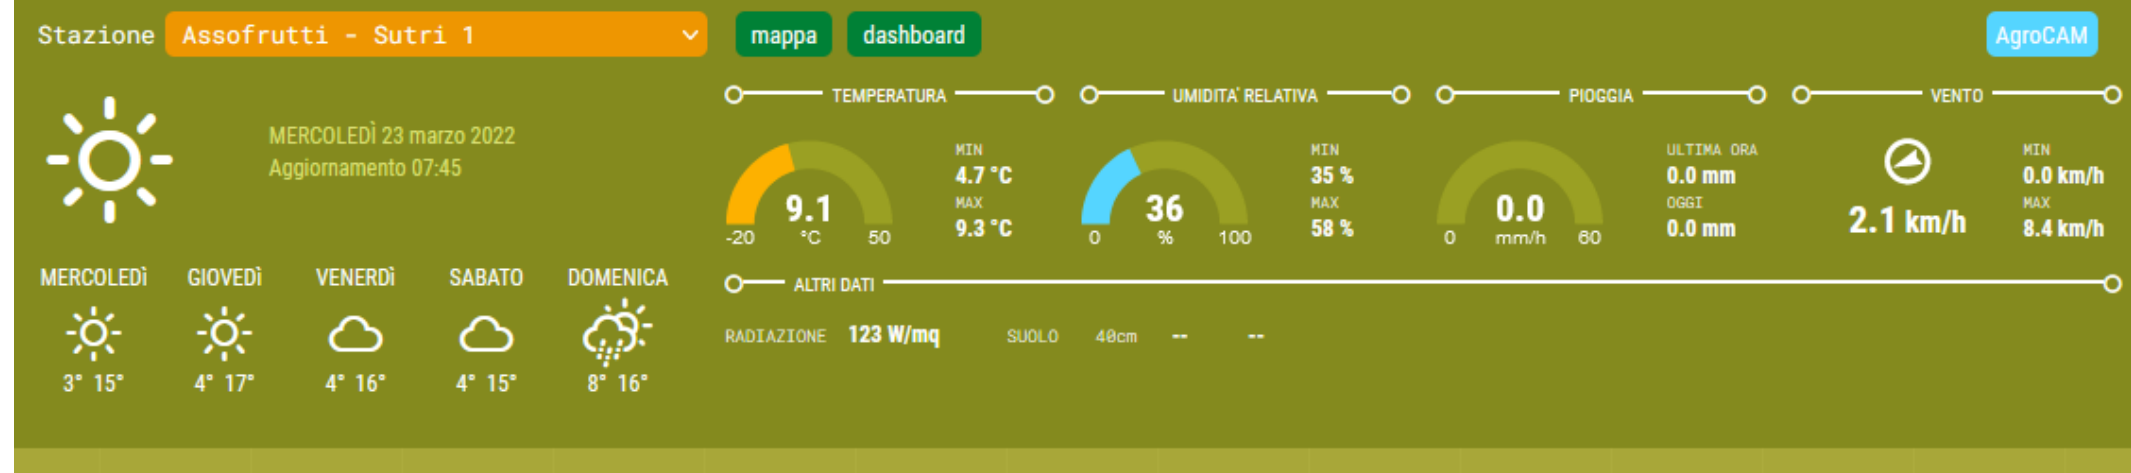 Stazione Assofrutti - Sutri 1 mappa dashboard AgroCAM
MERCOLEDÌ 23 marzo 2022
Aggiornamento 07:45
TEMPERATURA
9.1
°C
-20 50
MIN
4.7 °C
MAX
9.3 °C
UMIDITA' RELATIVA
36
%
0 100
MIN
35 %
MAX
58 %
PIOGGIA
0.0
mm/h
0 60
ULTIMA ORA
0.0 mm
OGGI
0.0 mm
VENTO
2.1 km/h
MIN
0.0 km/h
MAX
8.4 km/h
MERCOLEDÌ GIOVEDÌ VENERDÌ SABATO DOMENICA
3° 15° 4° 17° 4° 16° 4° 15° 8° 16°
ALTRI DATI
RADIAZIONE 123 W/mq SUOLO 40cm -- --